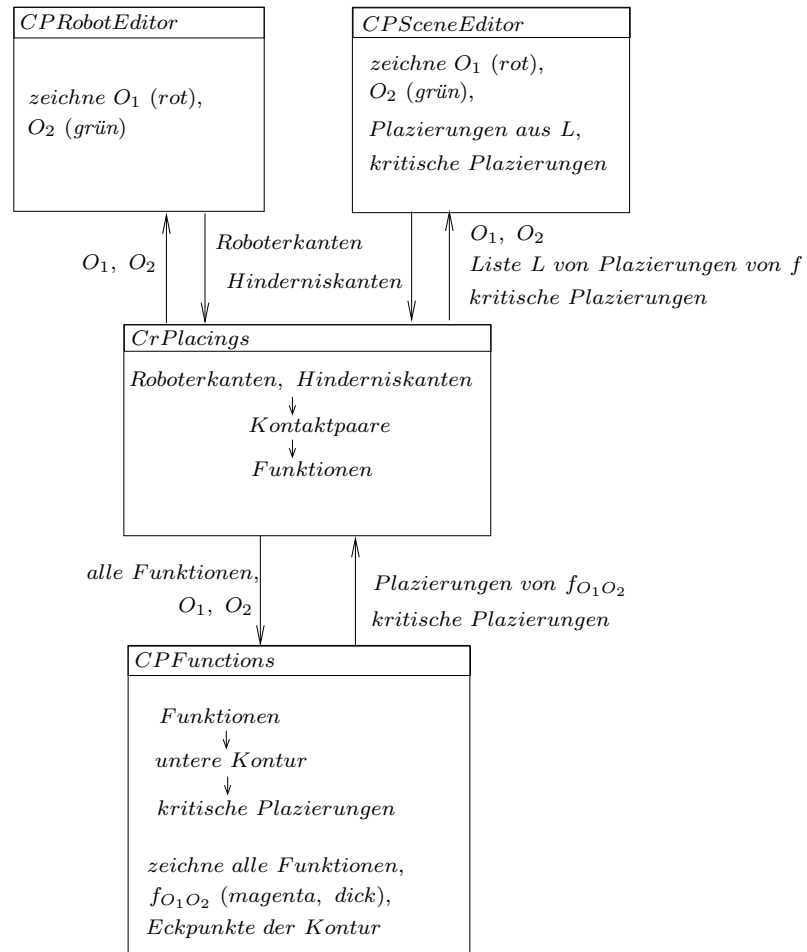 CPRobotEditor
zeichne O₁ (rot),
O₂ (grün)
CPSceneEditor
zeichne O₁ (rot),
O₂ (grün),
Plazierungen aus L,
kritische Plazierungen
O₁, O₂
Roboterkanten
Hinderniskanten
O₁, O₂
Liste L von Plazierungen von f
kritische Plazierungen
CrPlacings
Roboterkanten, Hinderniskanten
Kontaktpaare
Funktionen
alle Funktionen,
O₁, O₂
Plazierungen von f_{O₁O₂}
kritische Plazierungen
CPFunctions
Funktionen
untere Kontur
kritische Plazierungen
zeichne alle Funktionen,
f_{O₁O₂} (magenta, dick),
Eckpunkte der Kontur